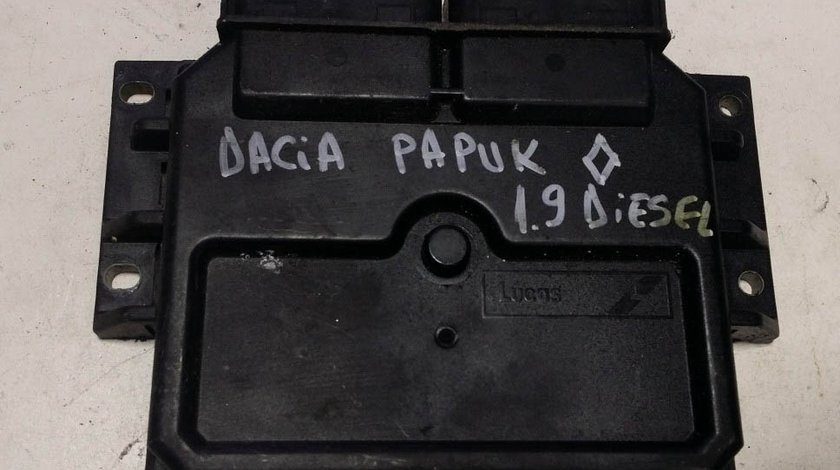 DACiA PAPUK
1.9 DiESEL
Lucas